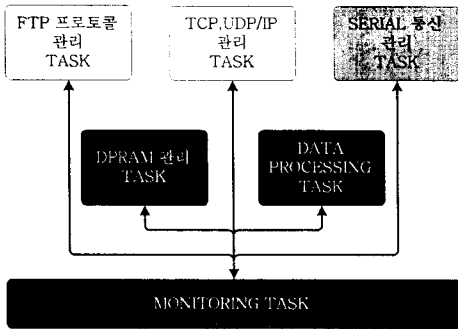 FTP 프로토콜
관리
TASK
TCP,UDP/IP
관리
TASK
SERIAL 통신
관리
TASK
DPRAM 관리
TASK
DATA
PROCESSING
TASK
MONITORING TASK